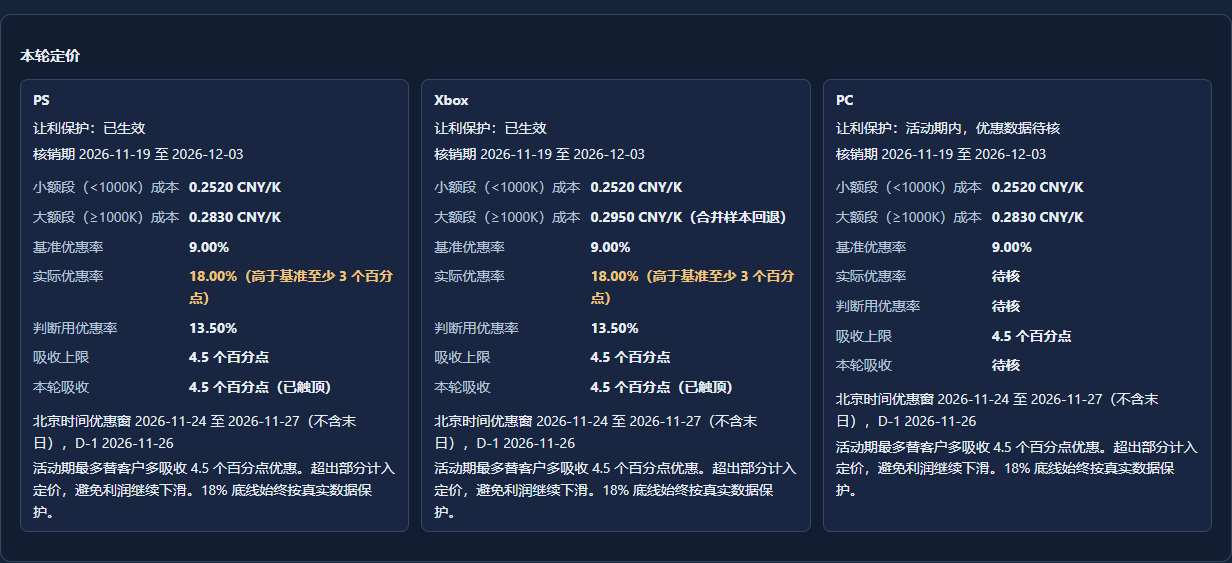 本轮定价
PS
让利保护：已生效
核销期 2026-11-19 至 2026-12-03
小额段（<1000K）成本 0.2520 CNY/K
大额段（≥1000K）成本 0.2830 CNY/K
基准优惠率 9.00%
实际优惠率 18.00%（高于基准至少 3 个百分
点）
判断用优惠率 13.50%
吸收上限 4.5 个百分点
本轮吸收 4.5 个百分点（已触顶）
北京时间优惠窗 2026-11-24 至 2026-11-27（不含末
日），D-1 2026-11-26
活动期最多替客户多吸收 4.5 个百分点优惠。超出部分计入
定价，避免利润继续下滑。18% 底线始终按真实数据保
护。
Xbox
让利保护：已生效
核销期 2026-11-19 至 2026-12-03
小额段（<1000K）成本 0.2520 CNY/K
大额段（≥1000K）成本 0.2950 CNY/K（合并样本回退）
基准优惠率 9.00%
实际优惠率 18.00%（高于基准至少 3 个百分
点）
判断用优惠率 13.50%
吸收上限 4.5 个百分点
本轮吸收 4.5 个百分点（已触顶）
北京时间优惠窗 2026-11-24 至 2026-11-27（不含末
日），D-1 2026-11-26
活动期最多替客户多吸收 4.5 个百分点优惠。超出部分计入
定价，避免利润继续下滑。18% 底线始终按真实数据保
护。
PC
让利保护：活动期内，优惠数据待核
核销期 2026-11-19 至 2026-12-03
小额段（<1000K）成本 0.2520 CNY/K
大额段（≥1000K）成本 0.2830 CNY/K
基准优惠率 9.00%
实际优惠率 待核
判断用优惠率 待核
吸收上限 4.5 个百分点
本轮吸收 待核
北京时间优惠窗 2026-11-24 至 2026-11-27（不含末
日），D-1 2026-11-26
活动期最多替客户多吸收 4.5 个百分点优惠。超出部分计入
定价，避免利润继续下滑。18% 底线始终按真实数据保
护。